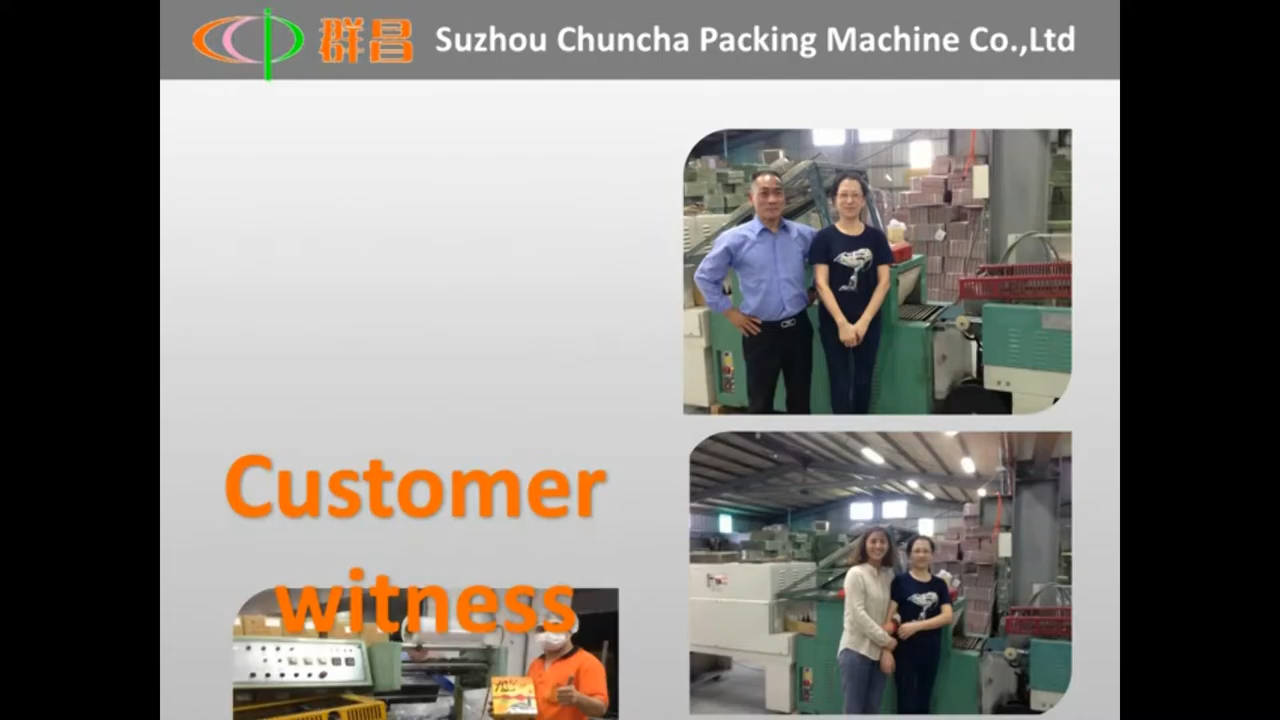 群昌 Suzhou Chuncha Packing Machine Co.,Ltd
Customer
witness